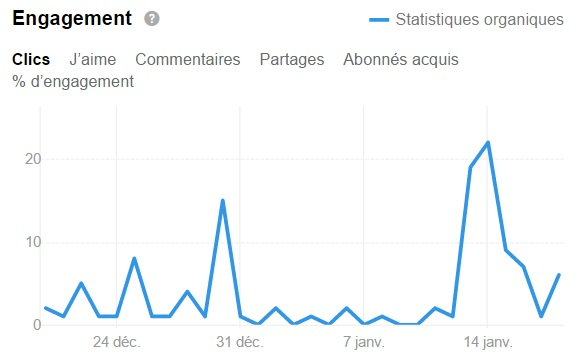 Engagement ?
Statistiques organiques
Clics J'aime Commentaires Partages Abonnés acquis
% d'engagement
20
10
0
24 déc. 31 déc. 7 janv. 14 janv.